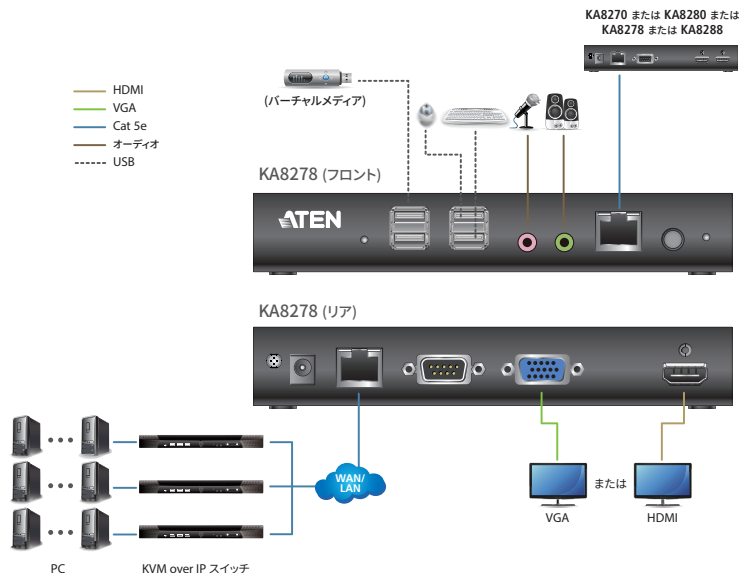 KA8270 または KA8280 または
KA8278 または KA8288
HDMI
VGA
Cat 5e
オーディオ
USB
(バーチャルメディア)
KA8278 (フロント)
ATEN
KA8278 (リア)
WAN/
LAN
または
VGA
HDMI
PC
KVM over IP スイッチ